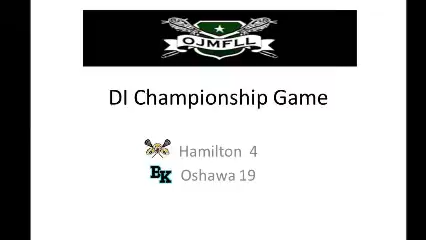 OJMFLL
DI Championship Game
Hamilton 4
BK Oshawa 19